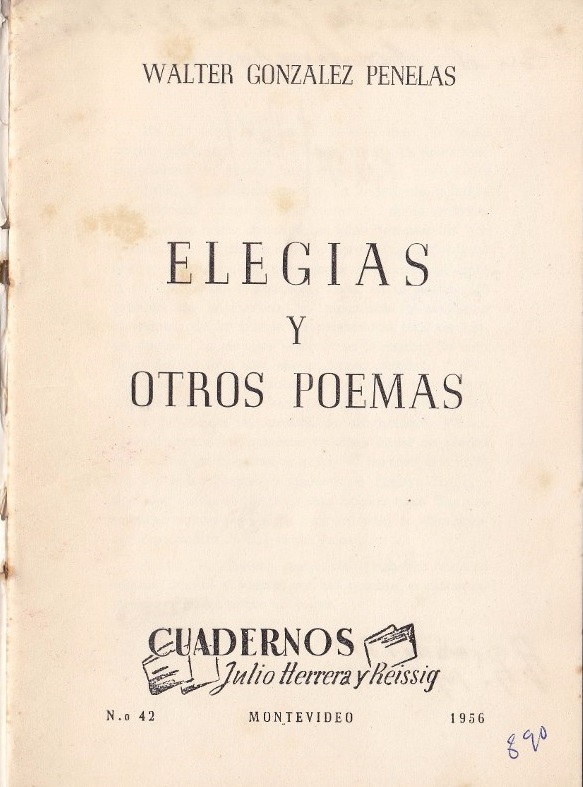 WALTER GONZALEZ PENELAS
ELEGIAS
Y
OTROS POEMAS
CUADERNOS
Julio Herrera y Reissig
N.o 42 MONTEVIDEO 1956
890